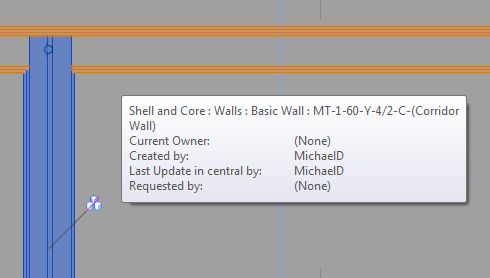 Shell and Core : Walls : Basic Wall : MT-1-60-Y-4/2-C-(Corridor
Wall)
Current Owner: (None)
Created by: MichaelD
Last Update in central by: MichaelD
Requested by: (None)